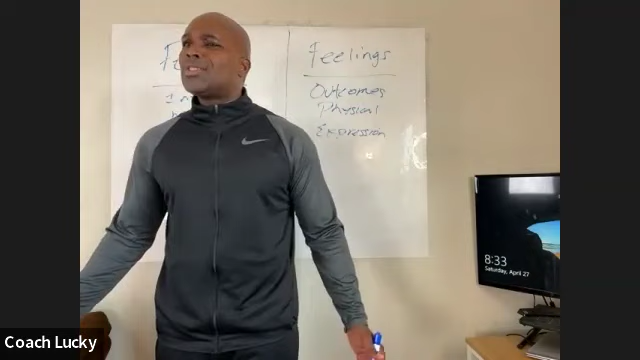 Feelings
Outcomes
Physical
Expression
8:33
Saturday, April 27
Coach Lucky